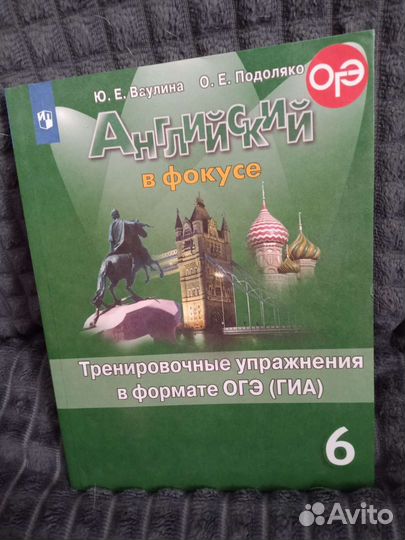 Ю. Е. Ваулина О. Е. Подоляко
ОГЭ
Английский
в фокусе
Тренировочные упражнения
в формате ОГЭ (ГИА)
6
Avito